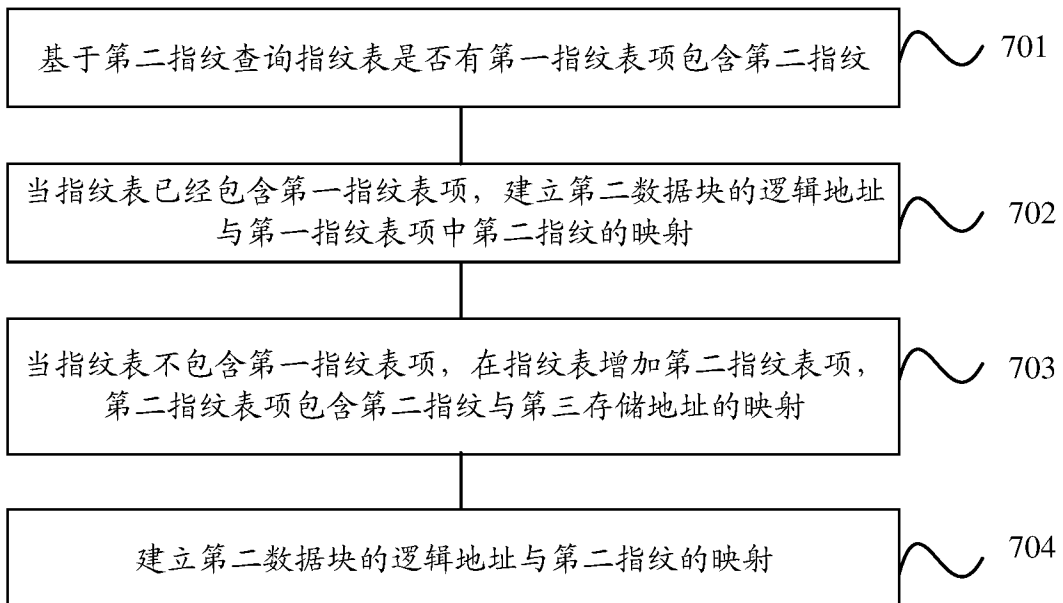 基于第二指纹查询指纹表是否有第一指纹表项包含第二指纹
701
当指纹表已经包含第一指纹表项，建立第二数据块的逻辑地址
与第一指纹表项中第二指纹的映射
702
当指纹表不包含第一指纹表项，在指纹表增加第二指纹表项，
第二指纹表项包含第二指纹与第三存储地址的映射
703
建立第二数据块的逻辑地址与第二指纹的映射
704